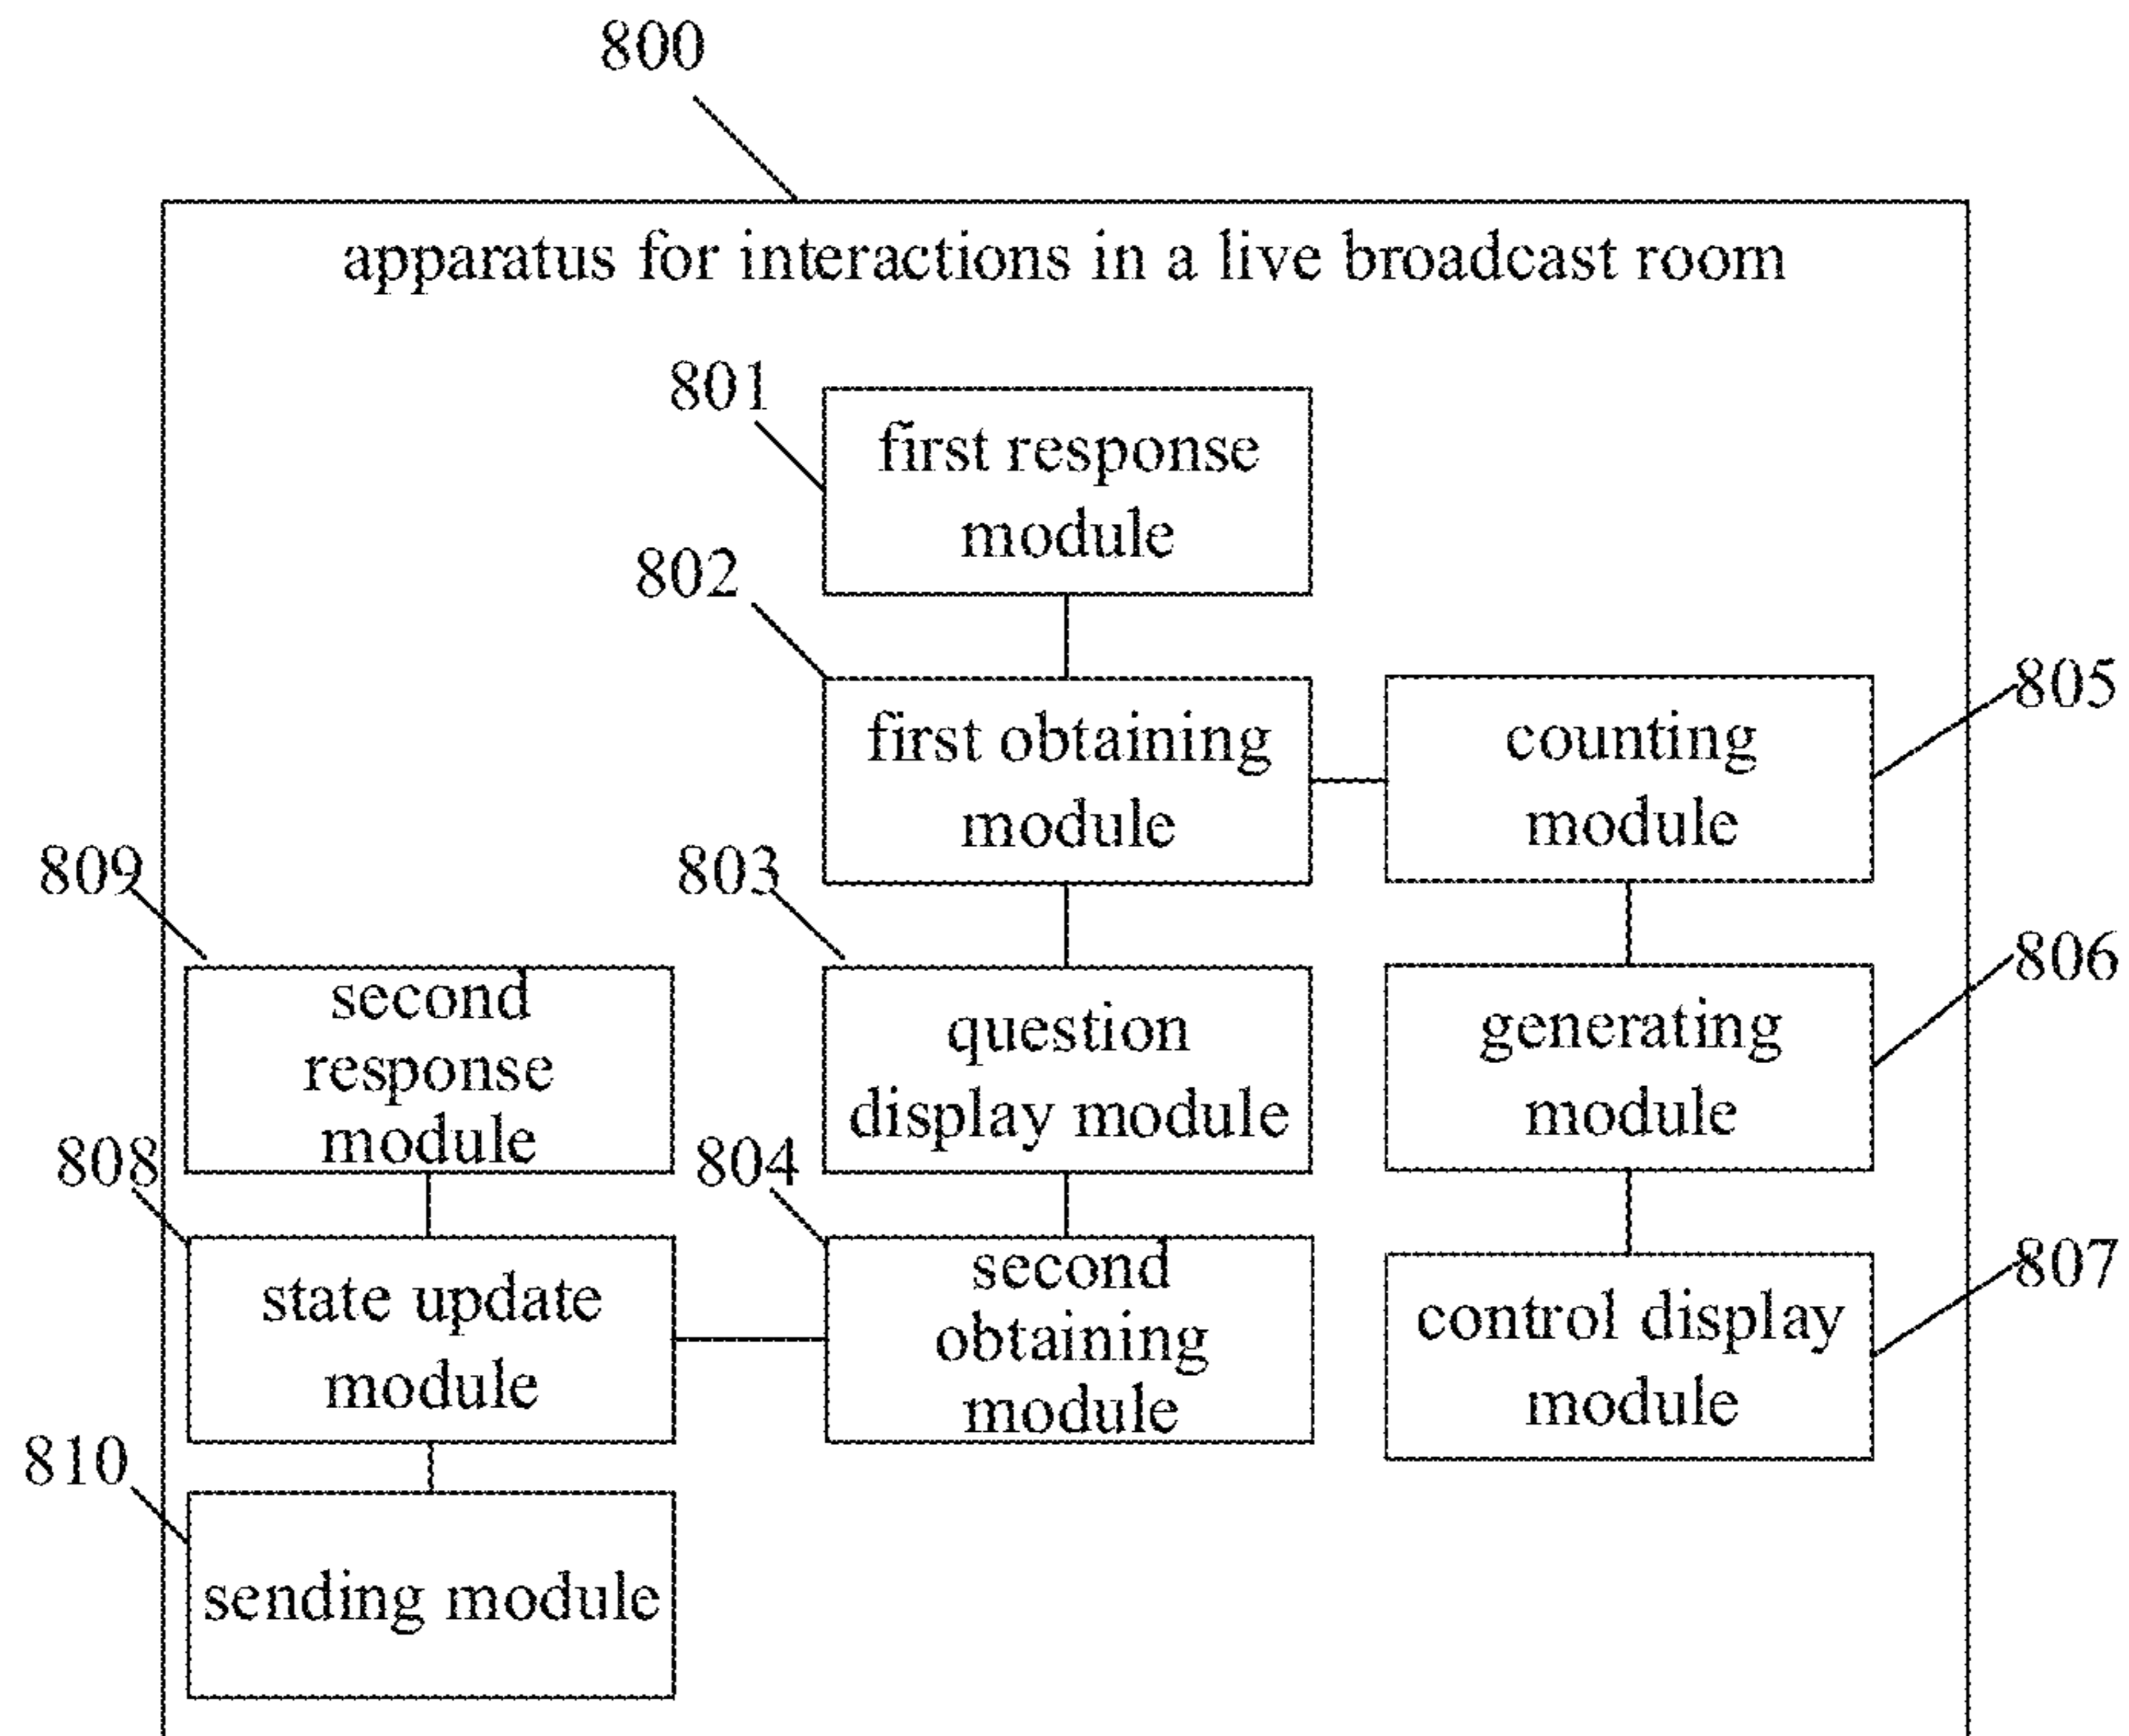 800
apparatus for interactions in a live broadcast room
801
first response
module
802
first obtaining
module
805
counting
module
809
second
response
module
803
question
display module
806
generating
module
808
state update
module
804
second
obtaining
module
807
control display
module
810
sending module